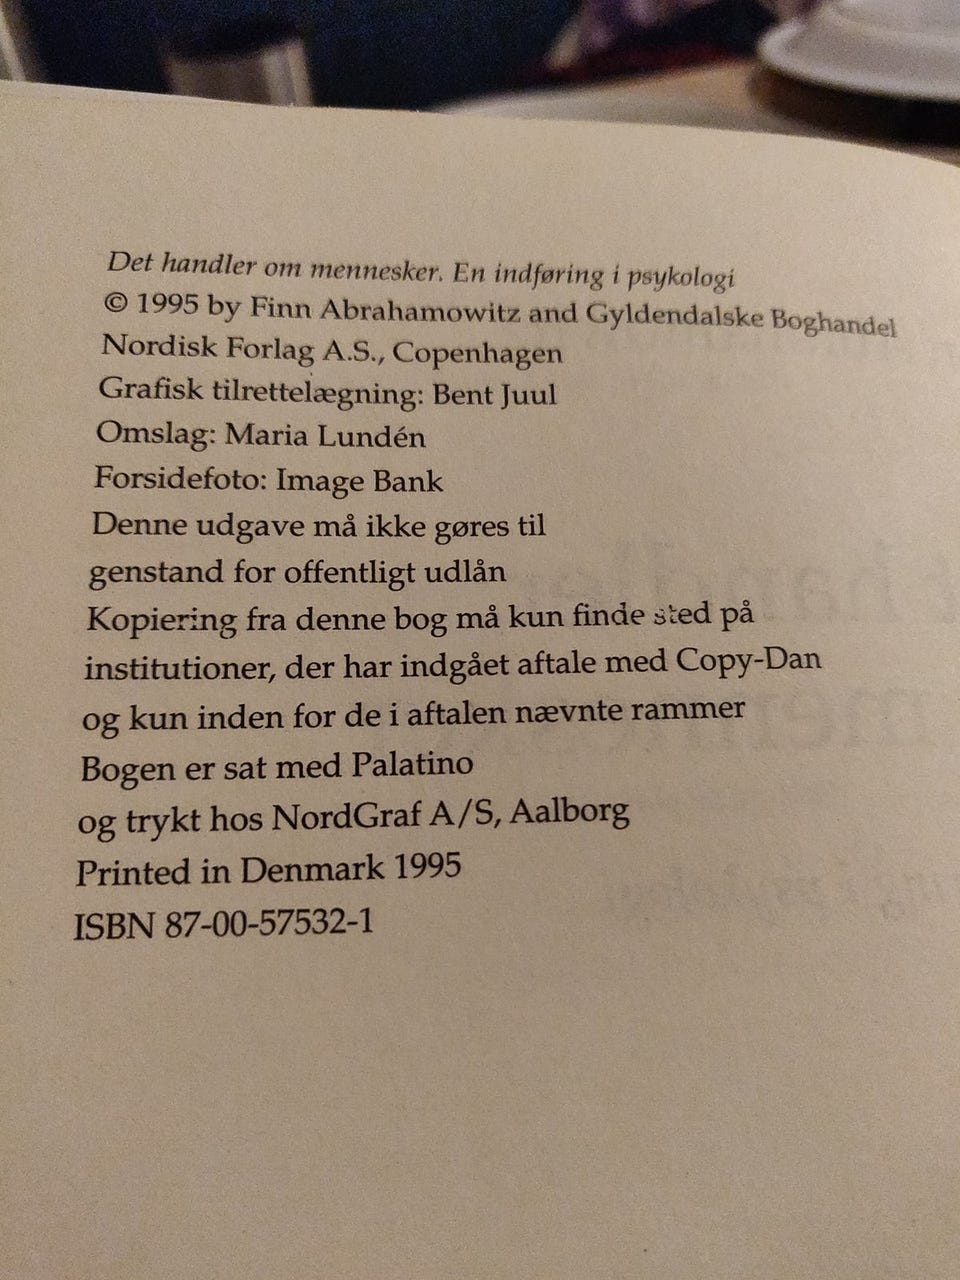 Det handler om mennesker. En indføring i psykologi
© 1995 by Finn Abrahamowitz and Gyldendalske Boghandel
Nordisk Forlag A.S., Copenhagen
Grafisk tilrettelægning: Bent Juul
Omslag: Maria Lundén
Forsidefoto: Image Bank
Denne udgave må ikke gøres til
genstand for offentligt udlån
Kopiering fra denne bog må kun finde sted på
institutioner, der har indgået aftale med Copy-Dan
og kun inden for de i aftalen nævnte rammer
Bogen er sat med Palatino
og trykt hos NordGraf A/S, Aalborg
Printed in Denmark 1995
ISBN 87-00-57532-1